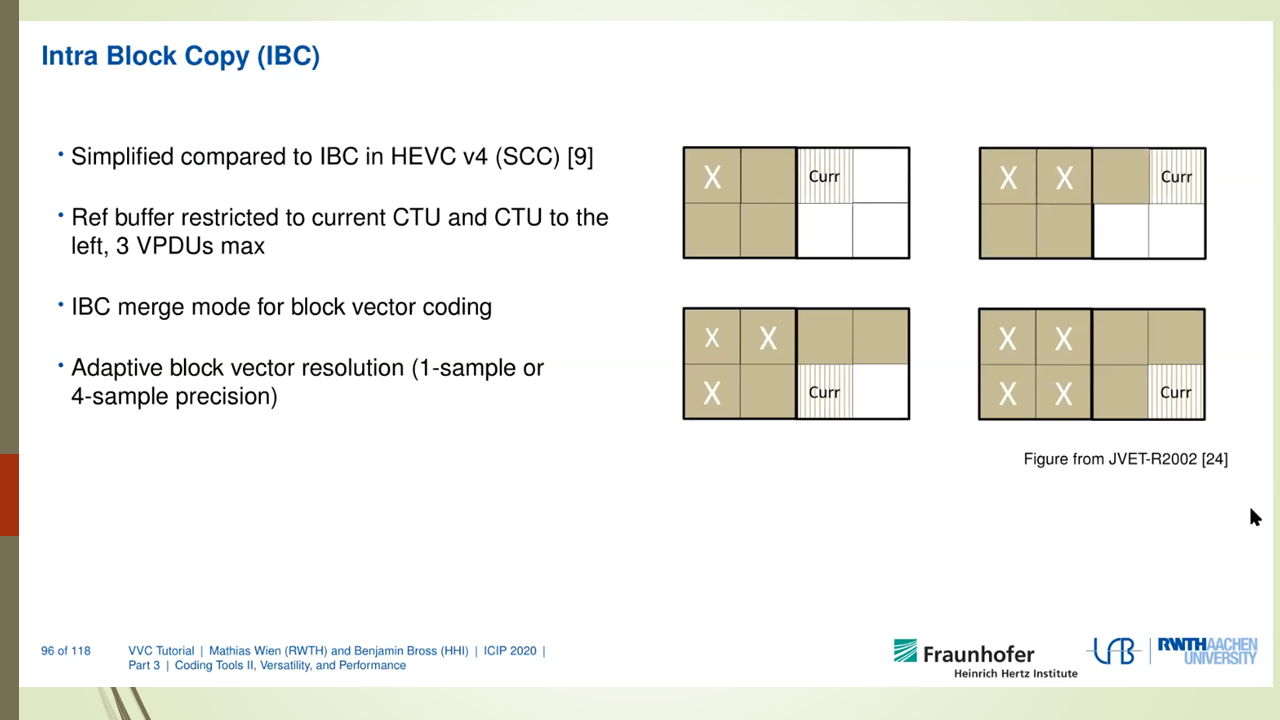 Intra Block Copy (IBC)
• Simplified compared to IBC in HEVC v4 (SCC) [9]
• Ref buffer restricted to current CTU and CTU to the
left, 3 VPDUs max
• IBC merge mode for block vector coding
• Adaptive block vector resolution (1-sample or
4-sample precision)
X Curr
X X Curr
X X
X Curr
X X
X X Curr
Figure from JVET-R2002 [24]
96 of 118 VVC Tutorial | Mathias Wien (RWTH) and Benjamin Bross (HHI) | ICIP 2020 |
Part 3 | Coding Tools II, Versatility, and Performance
Fraunhofer
Heinrich Hertz Institute
RWTH AACHEN
UNIVERSITY